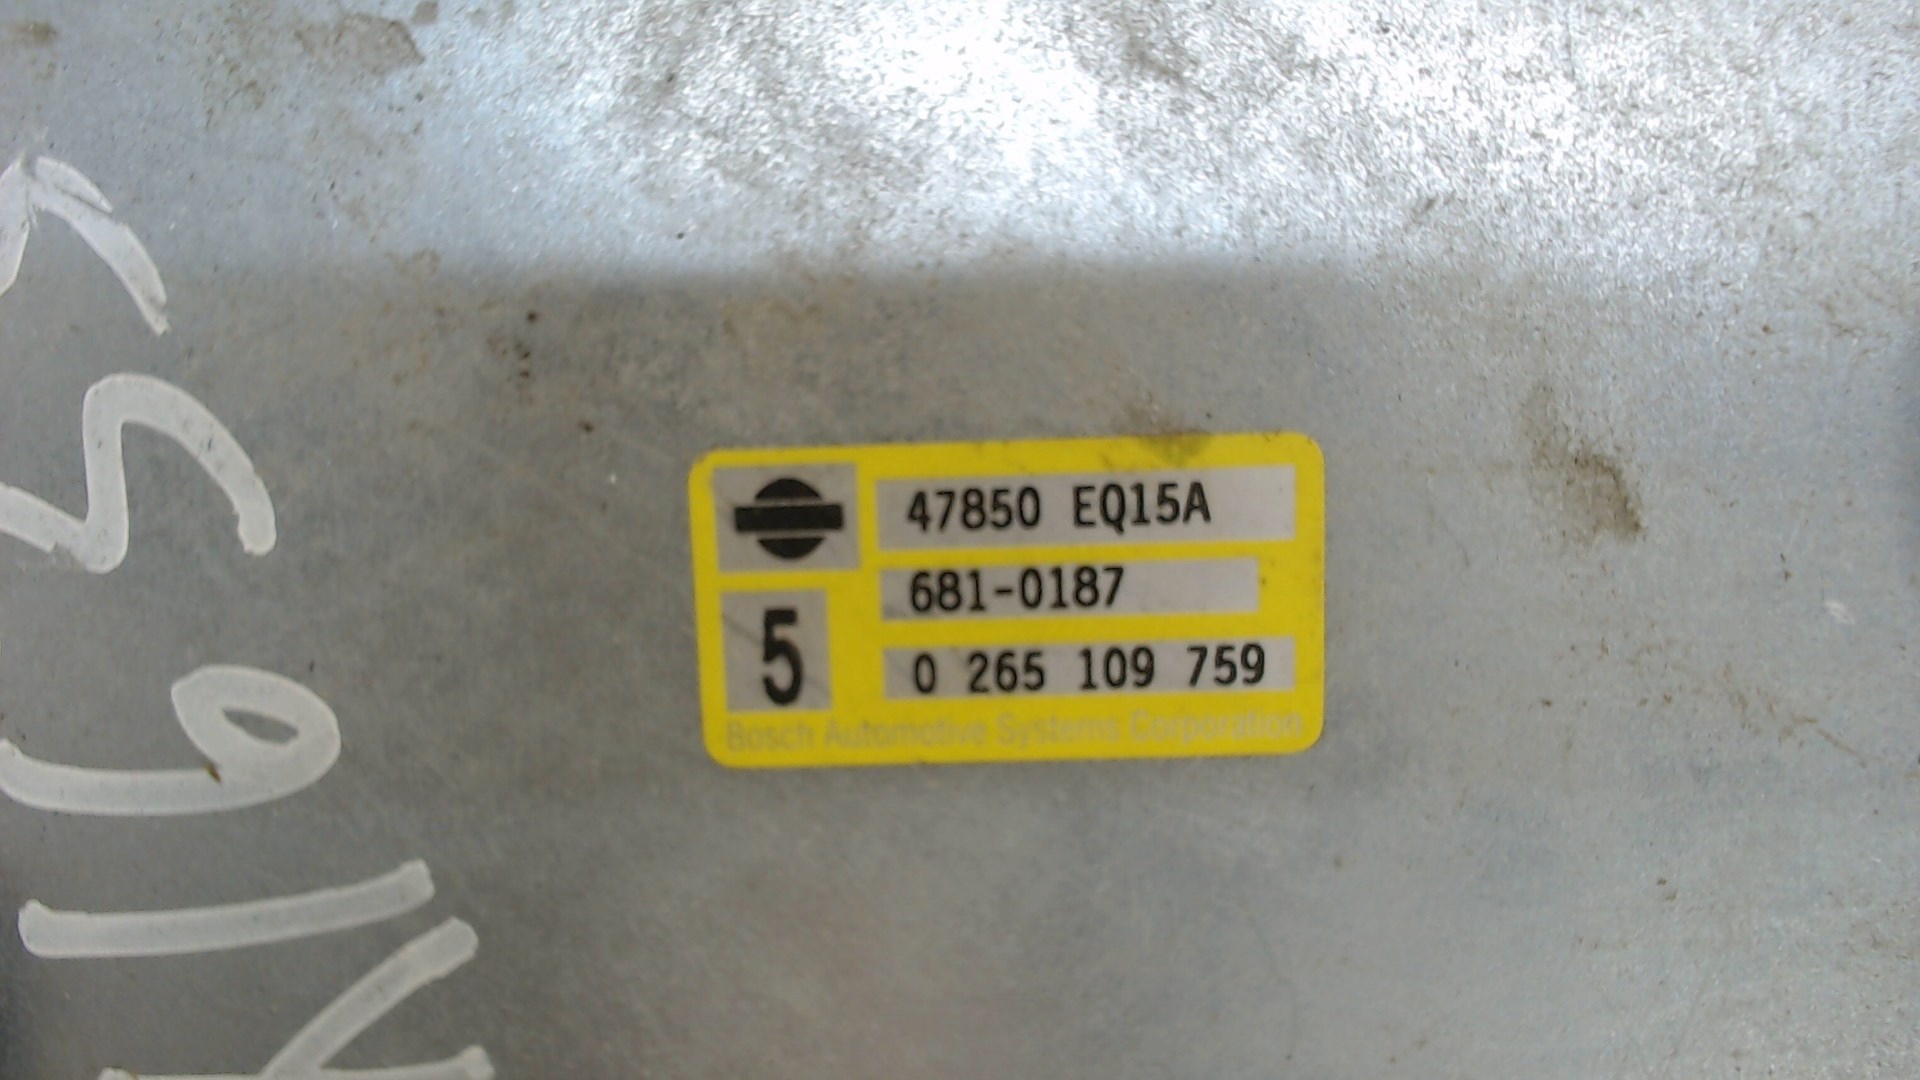 47850 EQ15A
681-0187
5
0 265 109 759
Bosch Automotive Systems Corporation